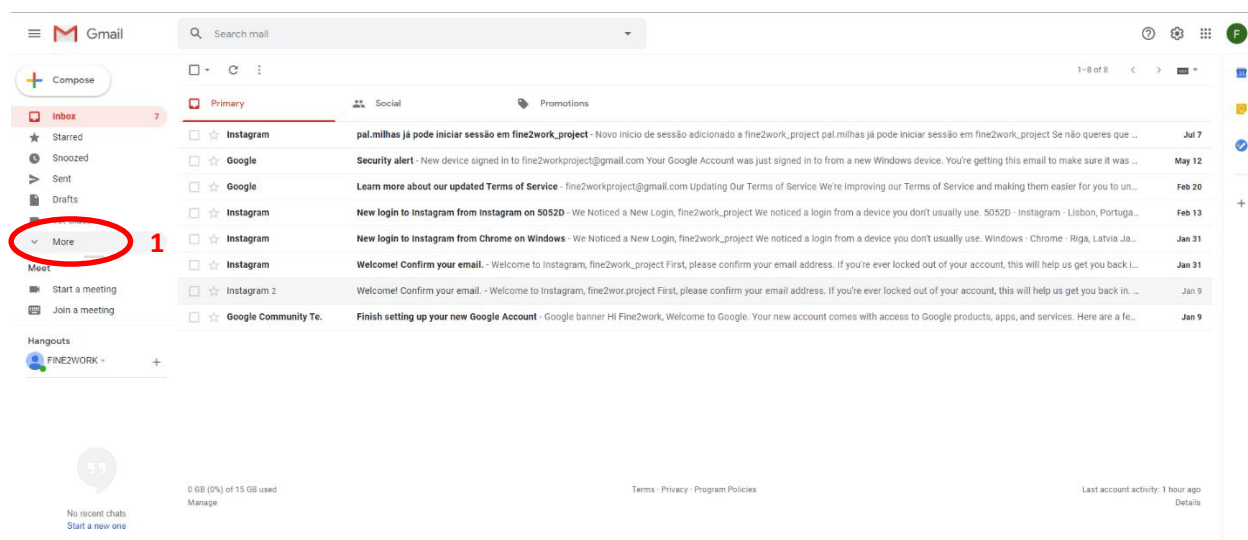 Gmail
Search mail
F
Compose
1-8 of 8
31
Primary
Social
Promotions
Inbox 7
Starred
Snoozed
Sent
Drafts
More
1
Instagram pal.milhas já pode iniciar sessão em fine2work_project - Novo início de sessão adicionado a fine2work_project pal.milhas já pode iniciar sessão em fine2work_project Se não queres que ... Jul 7
Google Security alert - New device signed in to fine2workproject@gmail.com Your Google Account was just signed in to from a new Windows device. You're getting this email to make sure it was ... May 12
Google Learn more about our updated Terms of Service - fine2workproject@gmail.com Updating Our Terms of Service We're improving our Terms of Service and making them easier for you to un... Feb 20
Instagram New login to Instagram from Instagram on 5052D - We Noticed a New Login, fine2work_project We noticed a login from a device you don't usually use. 5052D · Instagram · Lisbon, Portuga... Feb 13
Instagram New login to Instagram from Chrome on Windows - We Noticed a New Login, fine2work_project We noticed a login from a device you don't usually use. Windows · Chrome · Riga, Latvia Ja... Jan 31
Instagram Welcome! Confirm your email. - Welcome to Instagram, fine2work_project First, please confirm your email address. If you're ever locked out of your account, this will help us get you back i... Jan 31
Instagram 2 Welcome! Confirm your email. - Welcome to Instagram, fine2wor.project First, please confirm your email address. If you're ever locked out of your account, this will help us get you back in. ... Jan 9
Google Community Te. Finish setting up your new Google Account - Google banner Hi Fine2work, Welcome to Google. Your new account comes with access to Google products, apps, and services. Here are a fe... Jan 9
Meet
Start a meeting
Join a meeting
Hangouts
FINE2WORK
No recent chats
Start a new one
0 GB (0%) of 15 GB used
Manage
Terms · Privacy · Program Policies
Last account activity: 1 hour ago
Details